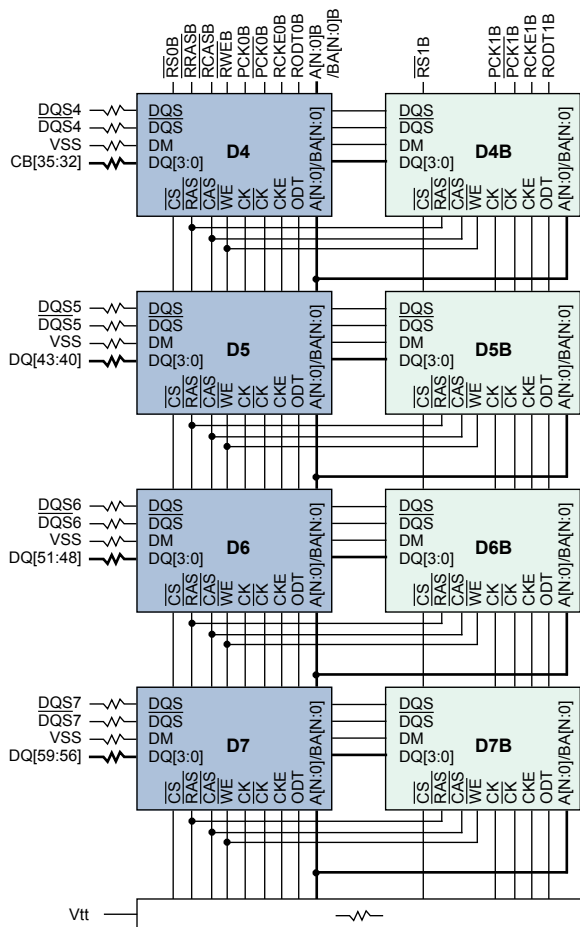 RS0B
RRASB
RCASB
RWEB
PCK0B
PCK0B
RCKE0B
RODT0B
A[N:0]B
/BA[N:0]B
RS1B
PCK1B
PCK1B
RCKE1B
RODT1B
DQS4
DQS4
VSS
CB[35:32]
DQS
DQS
DM
DQ[3:0]
D4
CS
RAS
CAS
WE
CK
CK
CKE
ODT
A[N:0]/BA[N:0]
DQS
DQS
DM
DQ[3:0]
D4B
CS
RAS
CAS
WE
CK
CK
CKE
ODT
A[N:0]/BA[N:0]
DQS5
DQS5
VSS
DQ[43:40]
DQS
DQS
DM
DQ[3:0]
D5
CS
RAS
CAS
WE
CK
CK
CKE
ODT
A[N:0]/BA[N:0]
DQS
DQS
DM
DQ[3:0]
D5B
CS
RAS
CAS
WE
CK
CK
CKE
ODT
A[N:0]/BA[N:0]
DQS6
DQS6
VSS
DQ[51:48]
DQS
DQS
DM
DQ[3:0]
D6
CS
RAS
CAS
WE
CK
CK
CKE
ODT
A[N:0]/BA[N:0]
DQS
DQS
DM
DQ[3:0]
D6B
CS
RAS
CAS
WE
CK
CK
CKE
ODT
A[N:0]/BA[N:0]
DQS7
DQS7
VSS
DQ[59:56]
DQS
DQS
DM
DQ[3:0]
D7
CS
RAS
CAS
WE
CK
CK
CKE
ODT
A[N:0]/BA[N:0]
DQS
DQS
DM
DQ[3:0]
D7B
CS
RAS
CAS
WE
CK
CK
CKE
ODT
A[N:0]/BA[N:0]
Vtt